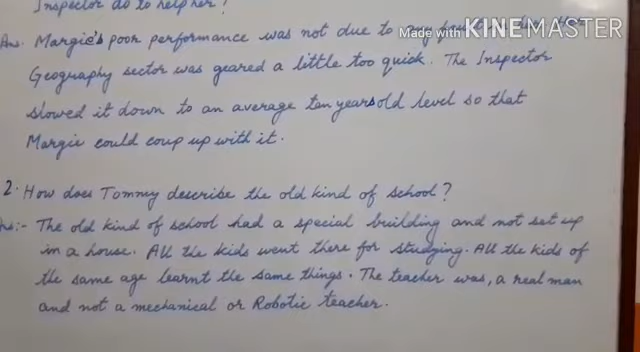 Inspector do to help her?
Made with KINEMASTER
Ans. Margie's poor performance was not due to any
Geography sector was geared a little too quick. The Inspector
slowed it down to an average ten years old level so that
Margie could coup up with it.
2. How does Tommy describe the old kind of school?
Ans:- The old kind of school had a special building and not set up
in a house. All the kids went there for studying. All the kids of
the same age learnt the same things. The teacher was, a real man
and not a mechanical or Robotic teacher.